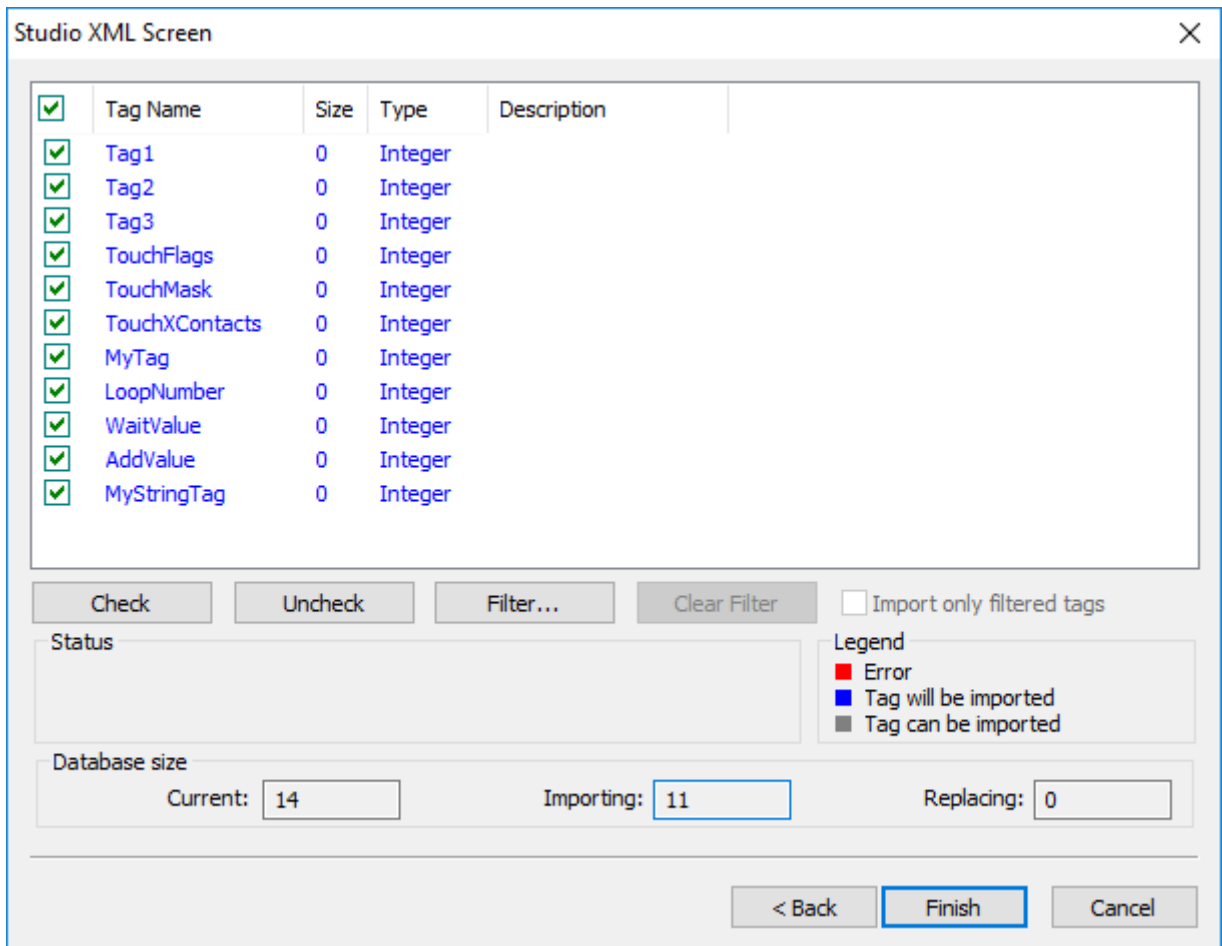 Studio XML Screen
Tag Name Size Type Description
Tag1 0 Integer
Tag2 0 Integer
Tag3 0 Integer
TouchFlags 0 Integer
TouchMask 0 Integer
TouchXContacts 0 Integer
MyTag 0 Integer
LoopNumber 0 Integer
WaitValue 0 Integer
AddValue 0 Integer
MyStringTag 0 Integer
Check Uncheck Filter... Clear Filter Import only filtered tags
Status
Legend
Error
Tag will be imported
Tag can be imported
Database size
Current: 14 Importing: 11 Replacing: 0
< Back Finish Cancel